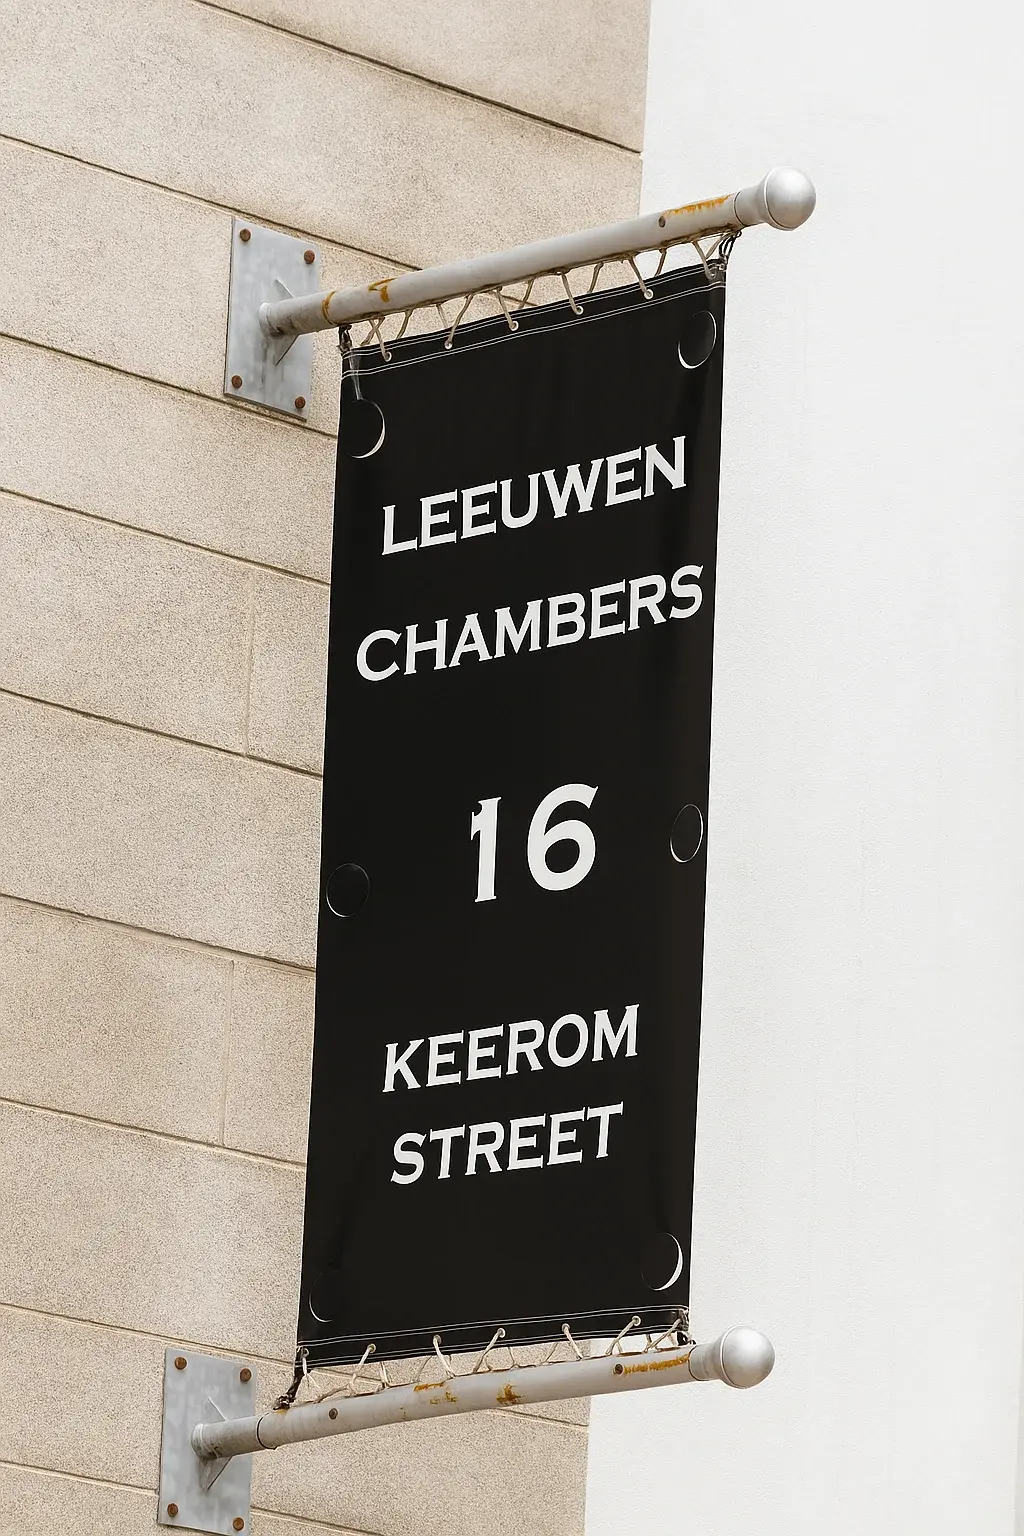 LEEUWEN
CHAMBERS
16
KEEROM
STREET